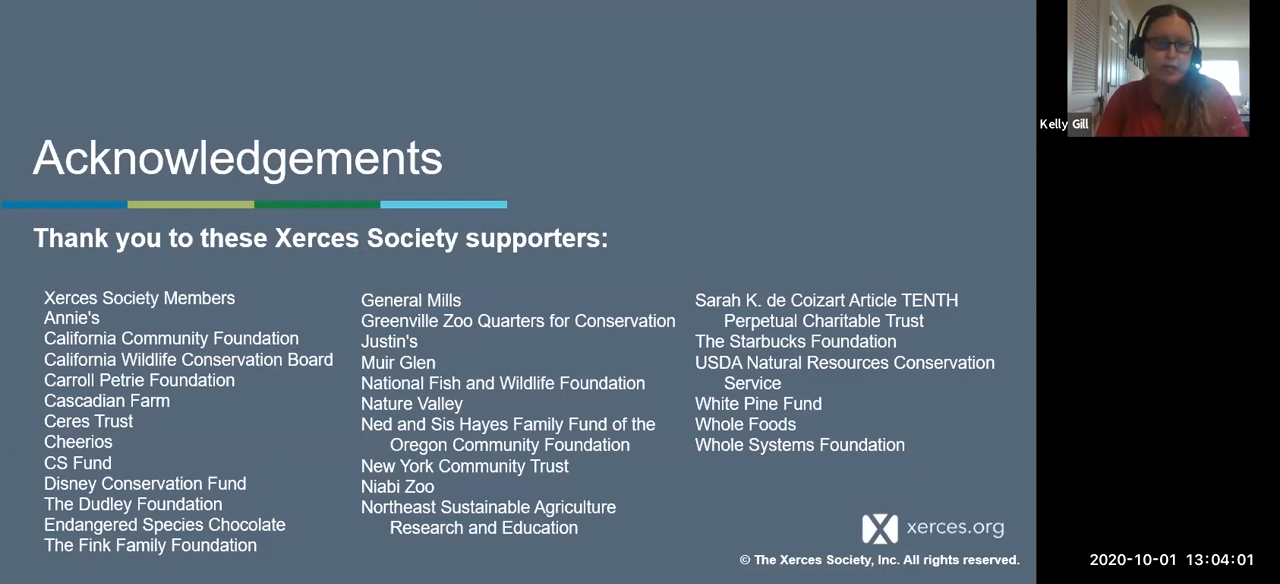 Acknowledgements
Thank you to these Xerces Society supporters:
Xerces Society Members
Annie's
California Community Foundation
California Wildlife Conservation Board
Carroll Petrie Foundation
Cascadian Farm
Ceres Trust
Cheerios
CS Fund
Disney Conservation Fund
The Dudley Foundation
Endangered Species Chocolate
The Fink Family Foundation
General Mills
Greenville Zoo Quarters for Conservation
Justin's
Muir Glen
National Fish and Wildlife Foundation
Nature Valley
Ned and Sis Hayes Family Fund of the
Oregon Community Foundation
New York Community Trust
Niabi Zoo
Northeast Sustainable Agriculture
Research and Education
Sarah K. de Coizart Article TENTH
Perpetual Charitable Trust
The Starbucks Foundation
USDA Natural Resources Conservation
Service
White Pine Fund
Whole Foods
Whole Systems Foundation
xerces.org
© The Xerces Society, Inc. All rights reserved.
Kelly Gill
2020-10-01 13:04:01